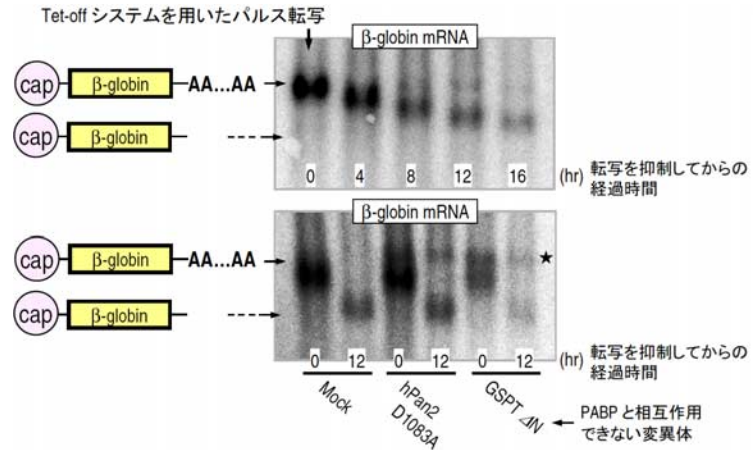 Tet-off システムを用いたパルス転写
β-globin mRNA
cap β-globin AA...AA
cap β-globin
0 4 8 12 16 (hr) 転写を抑制してからの
経過時間
β-globin mRNA
cap β-globin AA...AA ★
cap β-globin
0 12 0 12 0 12 (hr) 転写を抑制してからの
経過時間
Mock
hPan2
D1083A
GSPT ΔN
PABP と相互作用
できない変異体